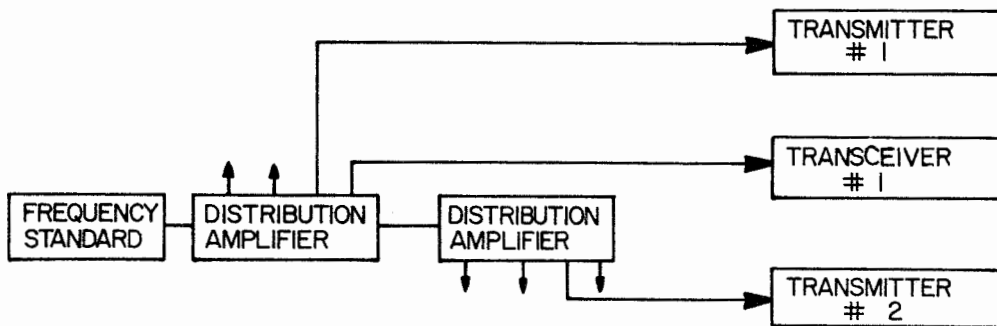 TRANSMITTER
# 1
TRANSCEIVER
# 1
FREQUENCY
STANDARD
DISTRIBUTION
AMPLIFIER
DISTRIBUTION
AMPLIFIER
TRANSMITTER
# 2